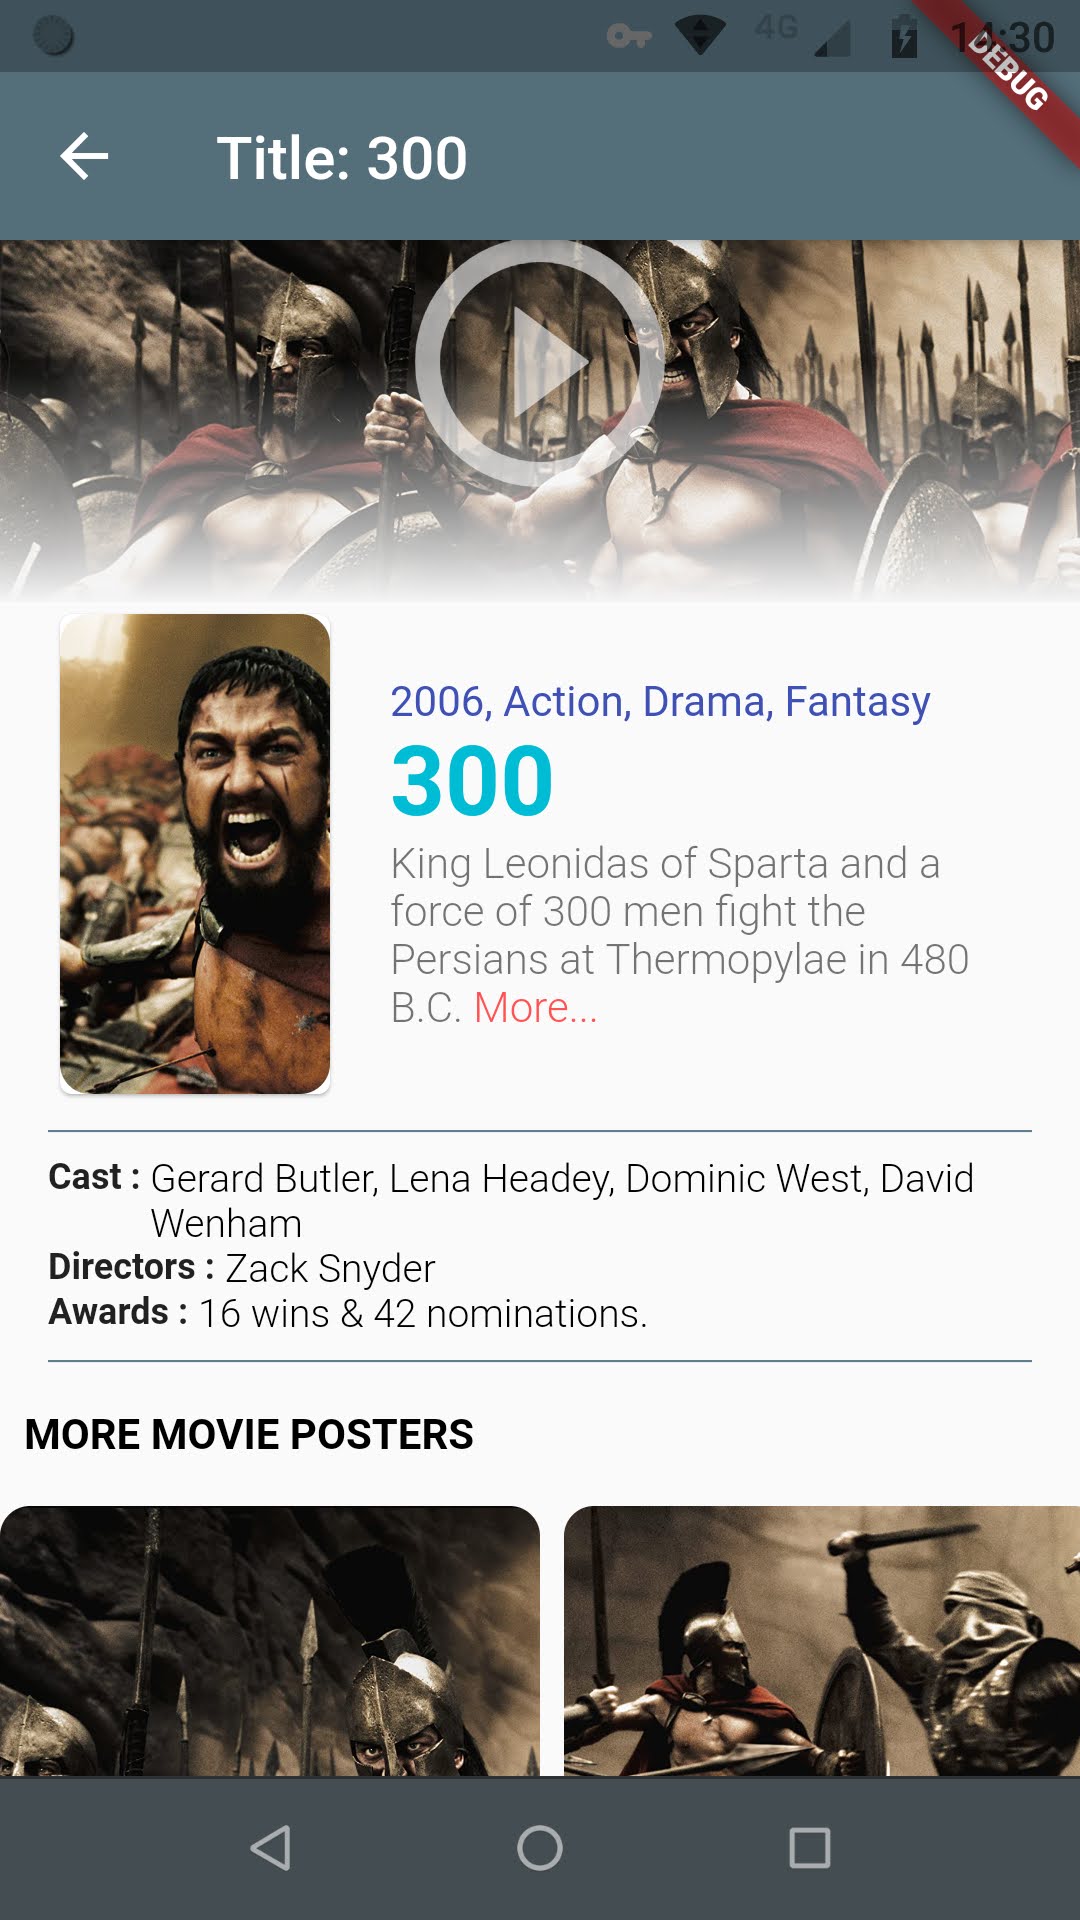 4G 14:30
DEBUG
Title: 300
2006, Action, Drama, Fantasy
300
King Leonidas of Sparta and a
force of 300 men fight the
Persians at Thermopylae in 480
B.C. More...
Cast : Gerard Butler, Lena Headey, Dominic West, David
Wenham
Directors : Zack Snyder
Awards : 16 wins & 42 nominations.
MORE MOVIE POSTERS